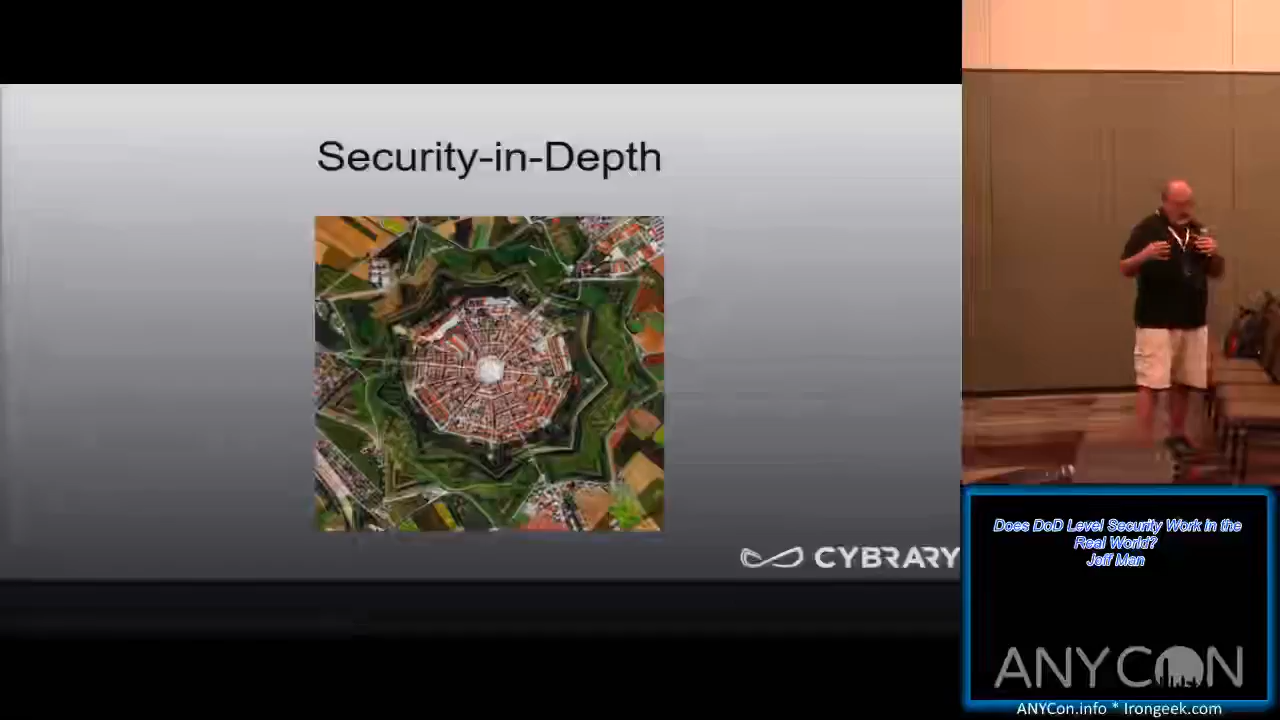 Security-in-Depth
CYBRARY
Does DoD Level Security Work in the
Real World?
Jeff Man
ANYCON
ANYCon.info * Irongeek.com